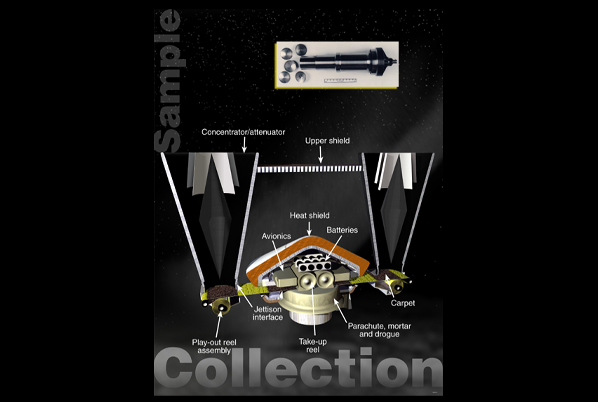 Sample
Concentrator/attenuator
Upper shield
Heat shield
Avionics
Batteries
Jettison
interface
Carpet
Play-out reel
assembly
Take-up
reel
Parachute, mortar
and drogue
Collection